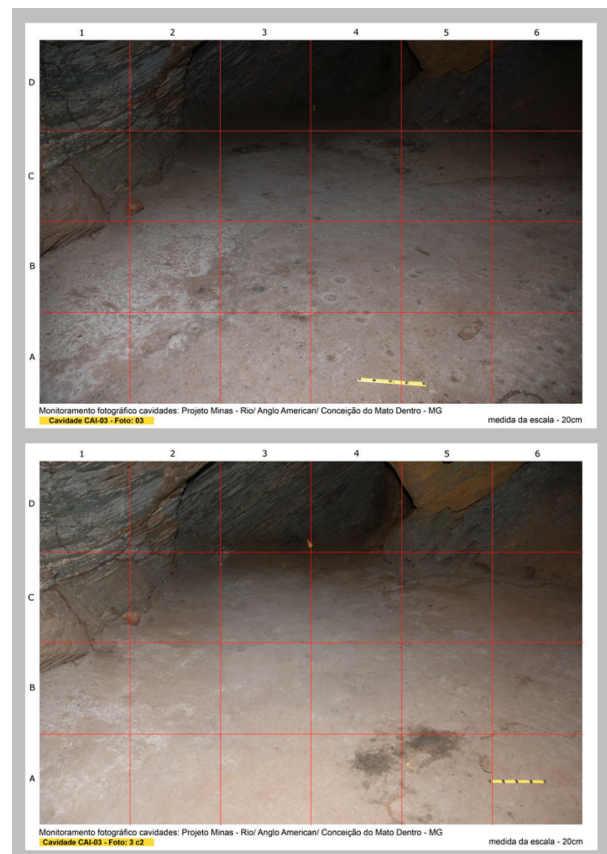 1 2 3 4 5 6
D
C
B
A
Monitoramento fotográfico cavidades: Projeto Minas - Rio/ Anglo American/ Conceição do Mato Dentro - MG
Cavidade CAI-03 - Foto: 03
medida da escala - 20cm
1 2 3 4 5 6
D
C
B
A
Monitoramento fotográfico cavidades: Projeto Minas - Rio/ Anglo American/ Conceição do Mato Dentro - MG
Cavidade CAI-03 - Foto: 3 c2
medida da escala - 20cm